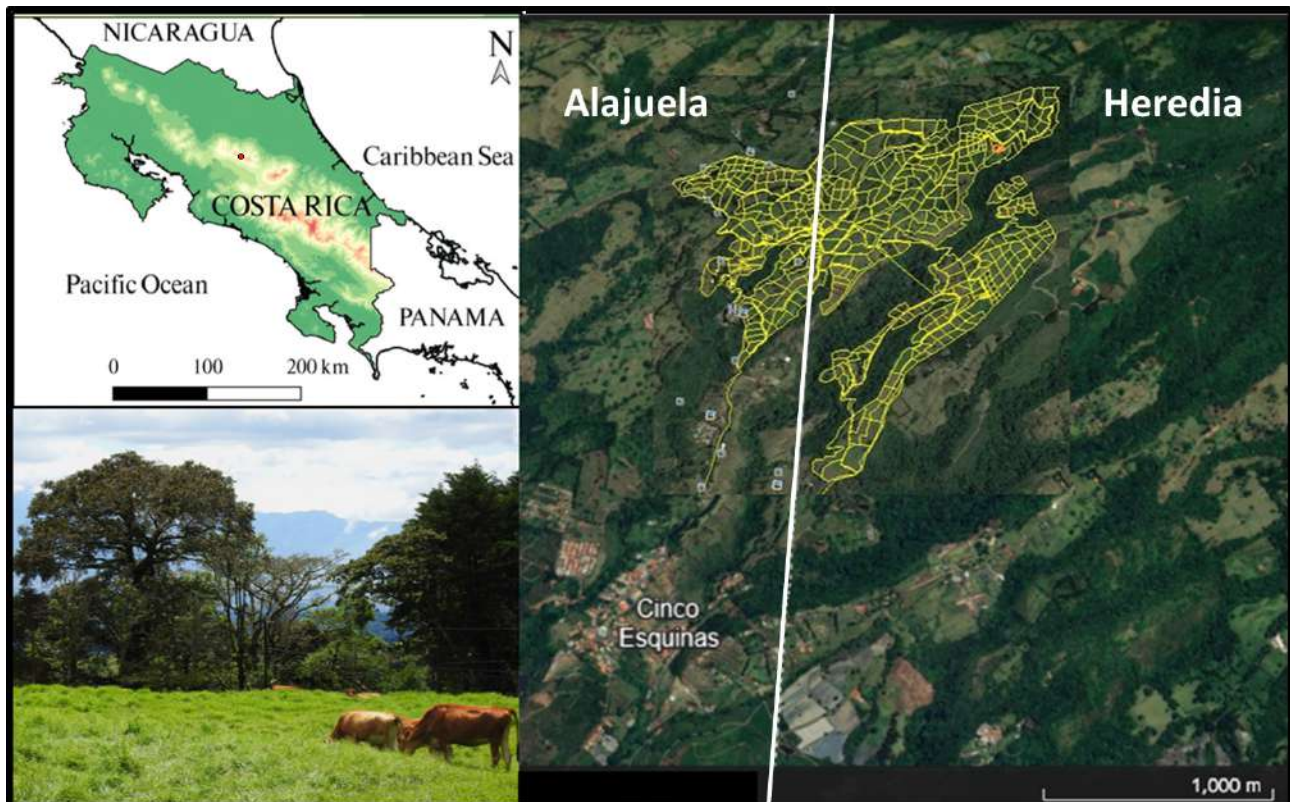 NICARAGUA
N
Caribbean Sea
COSTA RICA
Pacific Ocean
PANAMA
0 100 200 km
Alajuela
Heredia
Cinco
Esquinas
1,000 m